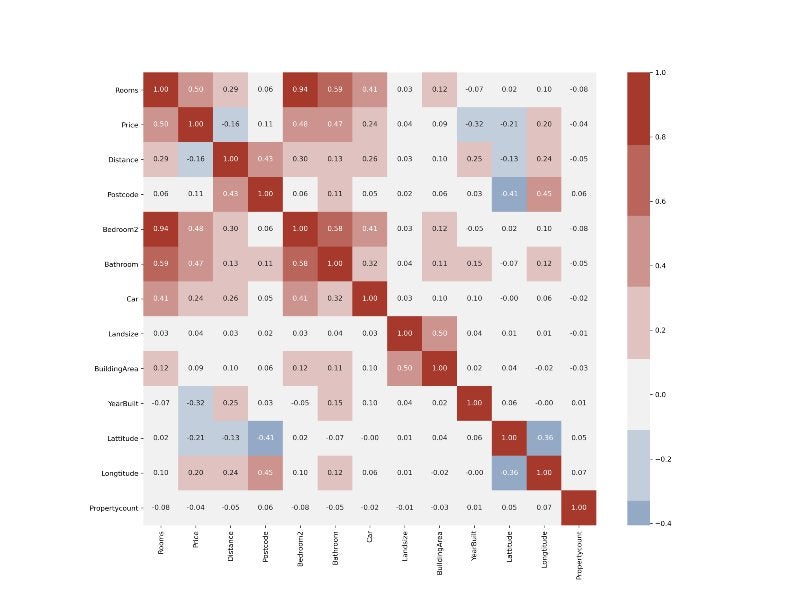 Rooms 1.00 0.50 0.29 0.06 0.94 0.59 0.41 0.03 0.12 -0.07 0.02 0.10 -0.08
Price 0.50 1.00 -0.16 0.11 0.48 0.47 0.24 0.04 0.09 -0.32 -0.21 0.20 -0.04
Distance 0.29 -0.16 1.00 0.43 0.30 0.13 0.26 0.03 0.10 0.25 -0.13 0.24 -0.05
Postcode 0.06 0.11 0.43 1.00 0.06 0.11 0.05 0.02 0.06 0.03 -0.41 0.45 0.06
Bedroom2 0.94 0.48 0.30 0.06 1.00 0.58 0.41 0.03 0.12 -0.05 0.02 0.10 -0.08
Bathroom 0.59 0.47 0.13 0.11 0.58 1.00 0.32 0.04 0.11 0.15 -0.07 0.12 -0.05
Car 0.41 0.24 0.26 0.05 0.41 0.32 1.00 0.03 0.10 0.10 -0.00 0.06 -0.02
Landsize 0.03 0.04 0.03 0.02 0.03 0.04 0.03 1.00 0.50 0.04 0.01 0.01 -0.01
BuildingArea 0.12 0.09 0.10 0.06 0.12 0.11 0.10 0.50 1.00 0.02 0.04 -0.02 -0.03
YearBuilt -0.07 -0.32 0.25 0.03 -0.05 0.15 0.10 0.04 0.02 1.00 0.06 -0.00 0.01
Lattitude 0.02 -0.21 -0.13 -0.41 0.02 -0.07 -0.00 0.01 0.04 0.06 1.00 -0.36 0.05
Longtitude 0.10 0.20 0.24 0.45 0.10 0.12 0.06 0.01 -0.02 -0.00 -0.36 1.00 0.07
Propertycount -0.08 -0.04 -0.05 0.06 -0.08 -0.05 -0.02 -0.01 -0.03 0.01 0.05 0.07 1.00
Rooms
Price
Distance
Postcode
Bedroom2
Bathroom
Car
Landsize
BuildingArea
YearBuilt
Lattitude
Longtitude
Propertycount
1.0
0.8
0.6
0.4
0.2
0.0
−0.2
−0.4